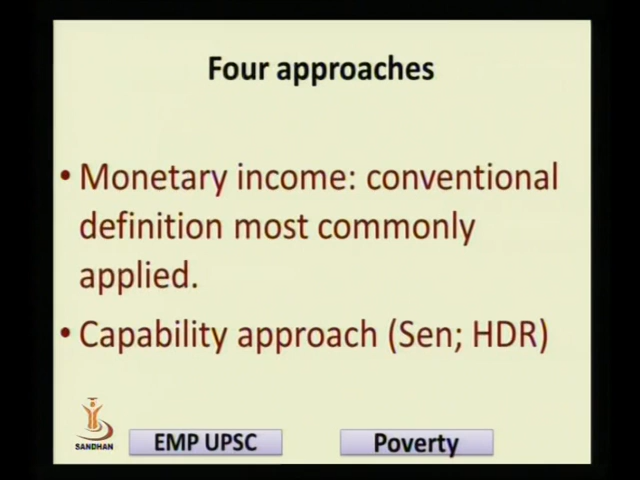 Four approaches
• Monetary income: conventional
definition most commonly
applied.
• Capability approach (Sen; HDR)
SANDHAN
EMP UPSC
Poverty